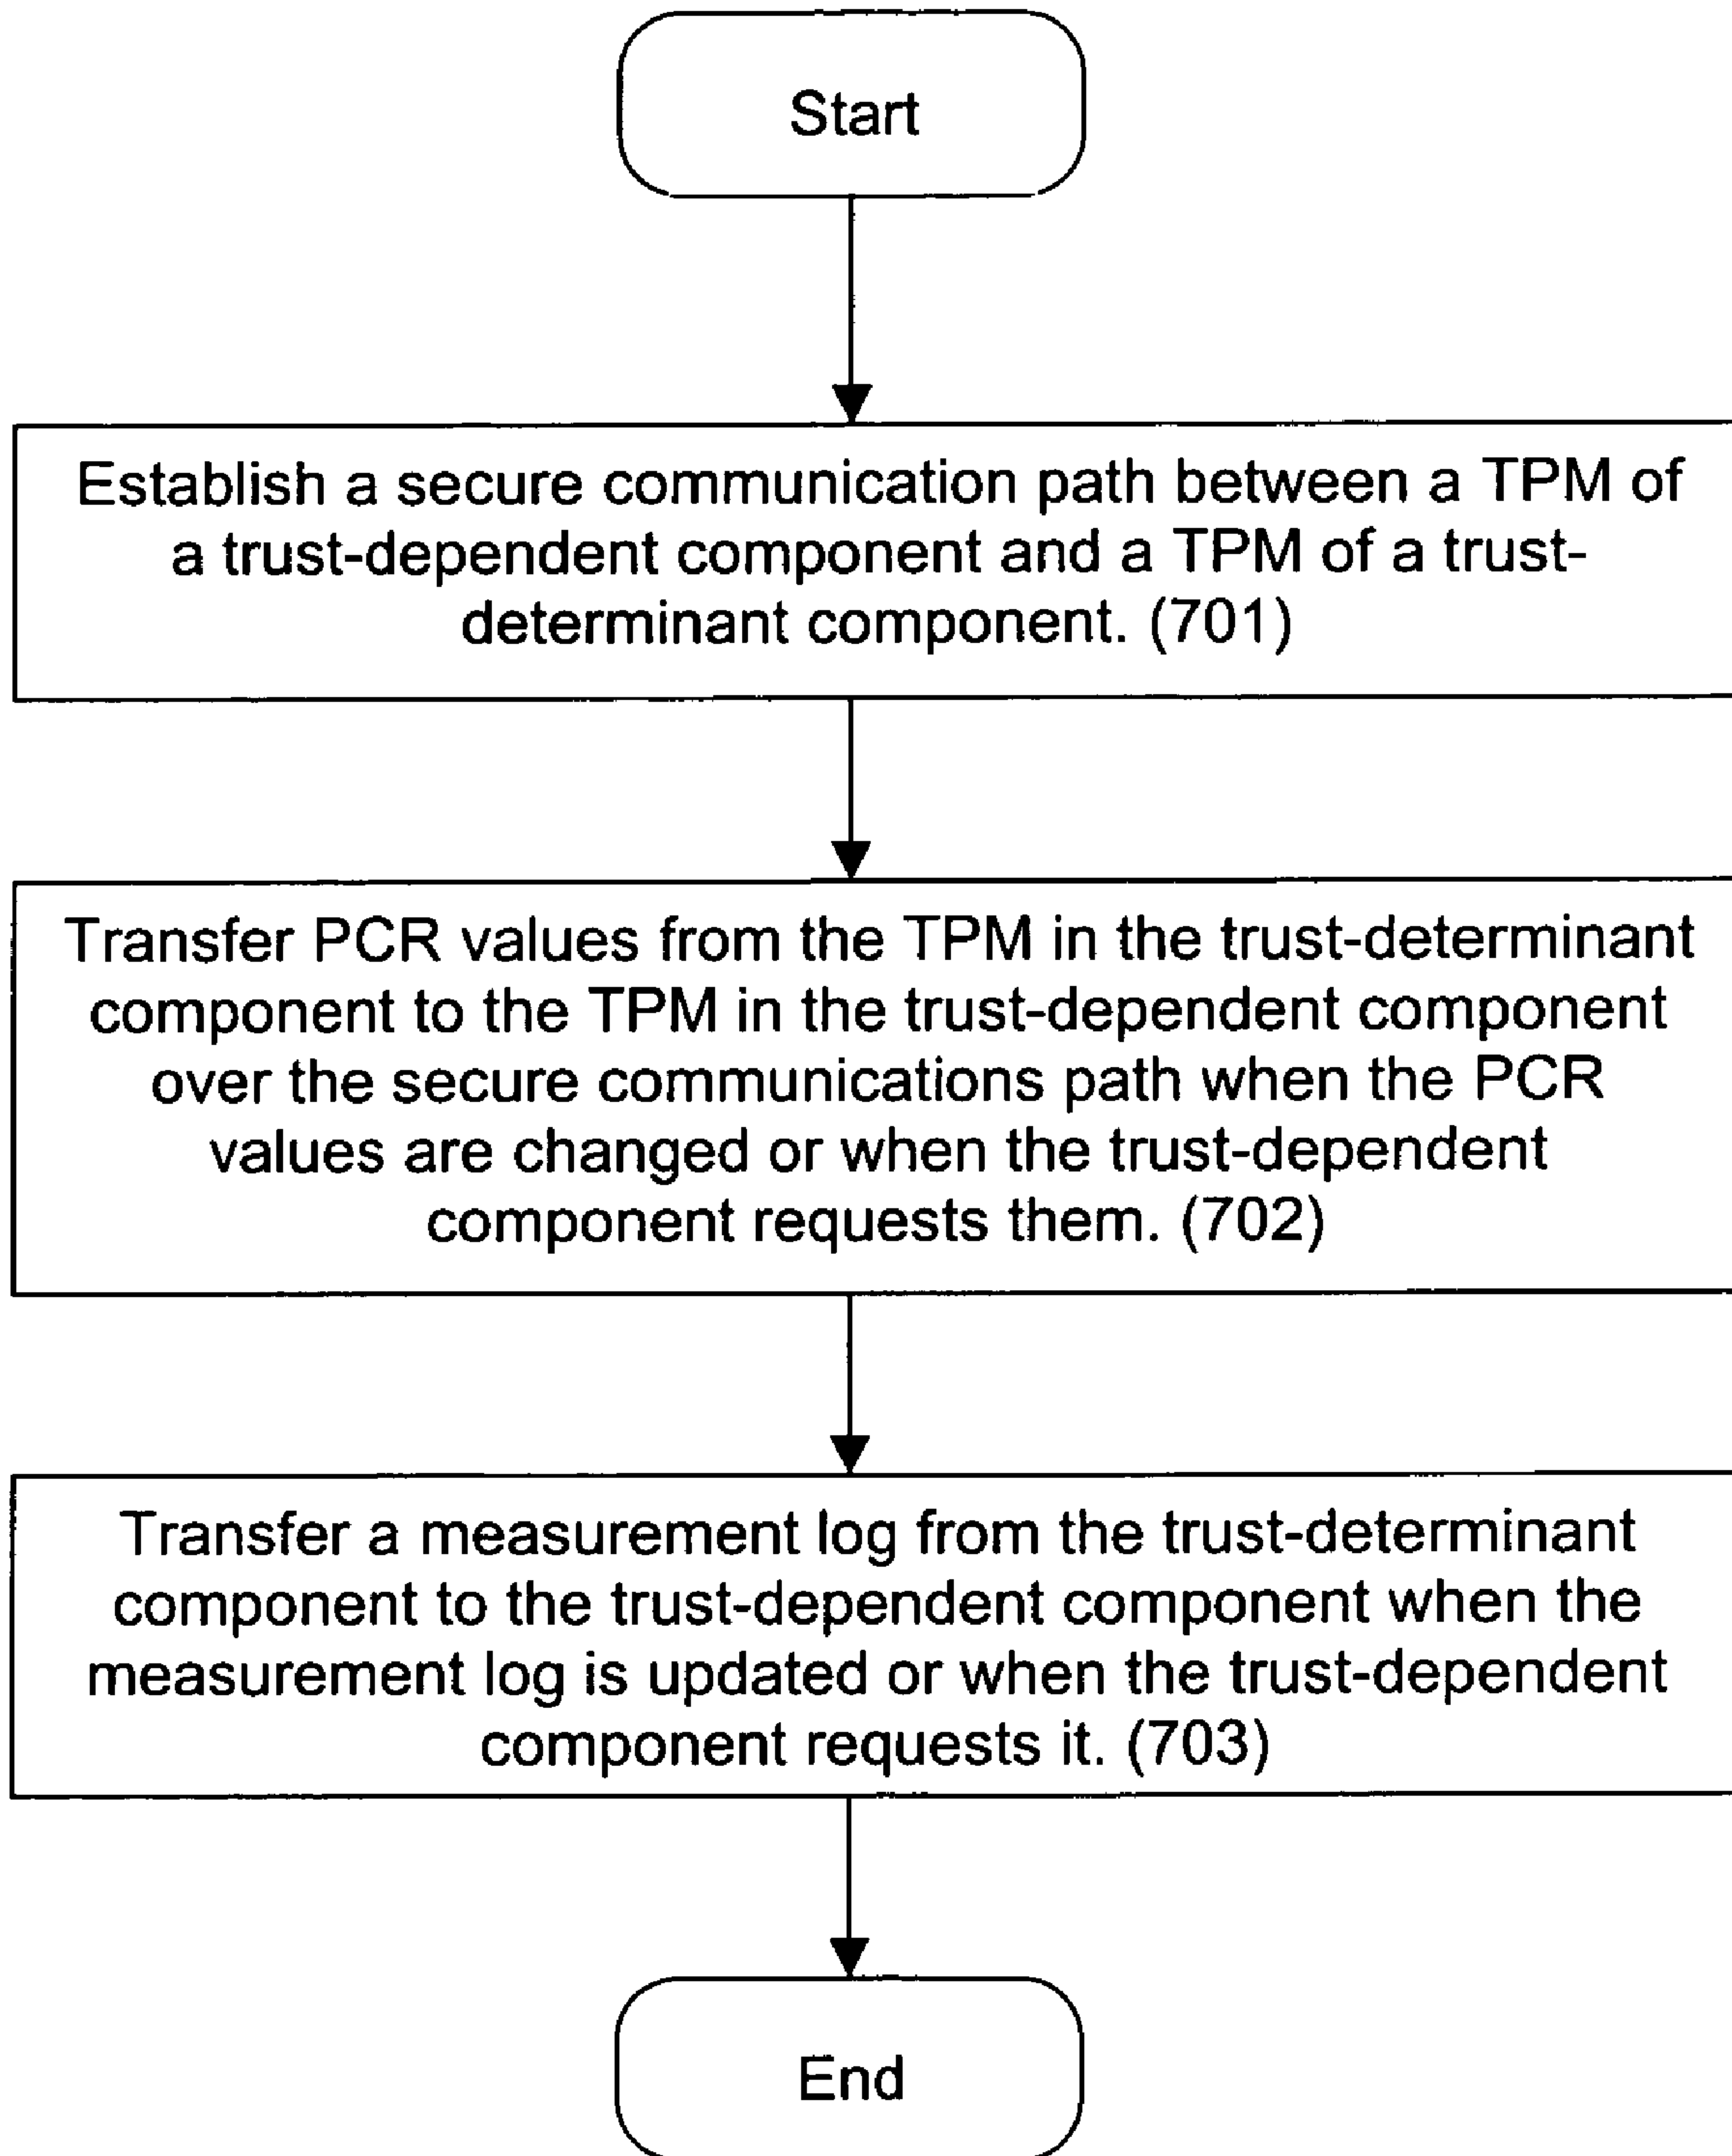 Start
Establish a secure communication path between a TPM of
a trust-dependent component and a TPM of a trust-
determinant component. (701)
Transfer PCR values from the TPM in the trust-determinant
component to the TPM in the trust-dependent component
over the secure communications path when the PCR
values are changed or when the trust-dependent
component requests them. (702)
Transfer a measurement log from the trust-determinant
component to the trust-dependent component when the
measurement log is updated or when the trust-dependent
component requests it. (703)
End